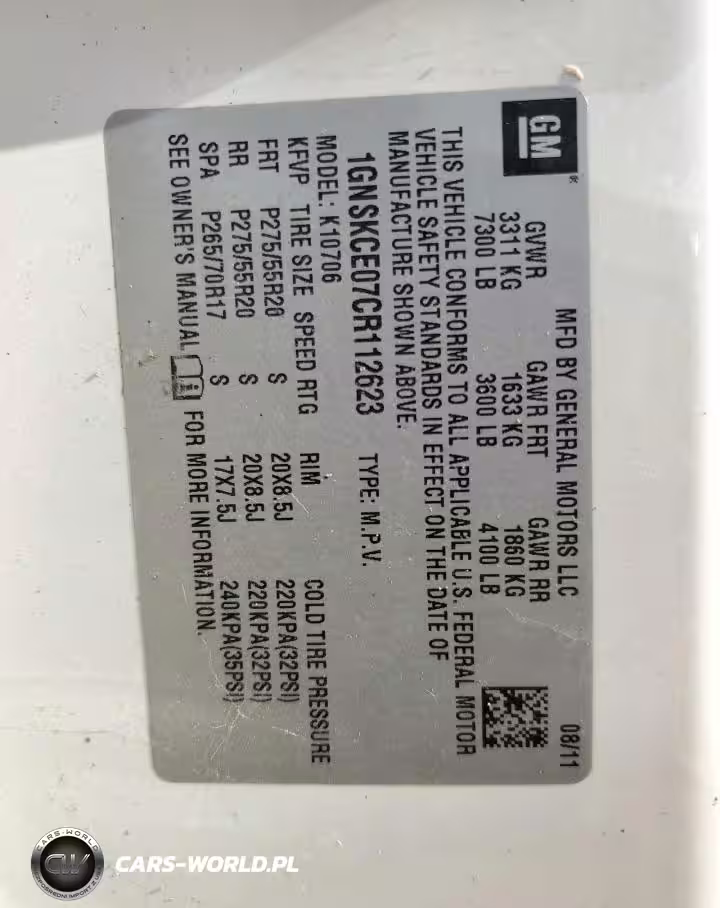 GM
®
MFD BY GENERAL MOTORS LLC
08/11
GVWR GAWR FRT GAWR RR
3311 KG 1633 KG 1860 KG
7300 LB 3600 LB 4100 LB
THIS VEHICLE CONFORMS TO ALL APPLICABLE U.S. FEDERAL MOTOR
VEHICLE SAFETY STANDARDS IN EFFECT ON THE DATE OF
MANUFACTURE SHOWN ABOVE.
1GNSKCE07CR112623 TYPE: M.P.V.
MODEL: K10706
KFVP TIRE SIZE SPEED RTG RIM COLD TIRE PRESSURE
FRT P275/55R20 S 20X8.5J 220KPA(32PSI)
RR P275/55R20 S 20X8.5J 220KPA(32PSI)
SPA P265/70R17 S 17X7.5J 240KPA(35PSI)
SEE OWNER'S MANUAL FOR MORE INFORMATION.
CARS-WORLD
CW
CARS-WORLD.PL